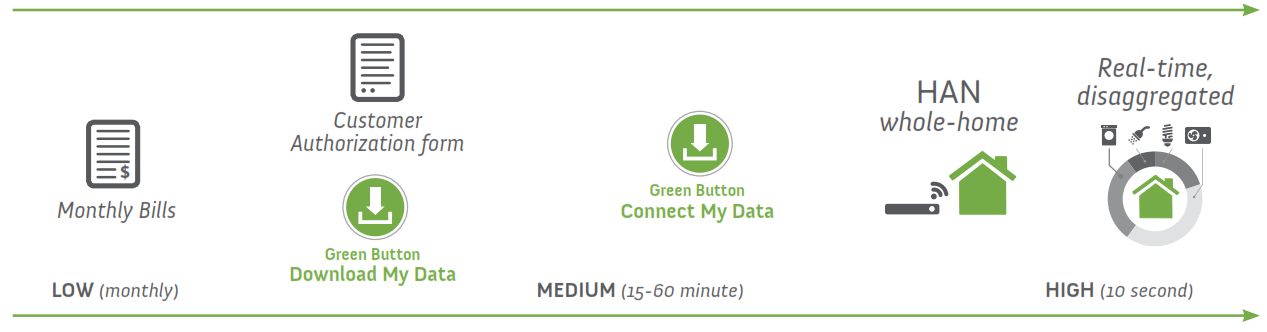 $
Monthly Bills
Customer
Authorization form
Green Button
Download My Data
Green Button
Connect My Data
HAN
whole-home
Real-time,
disaggregated
LOW (monthly)
MEDIUM (15-60 minute)
HIGH (10 second)